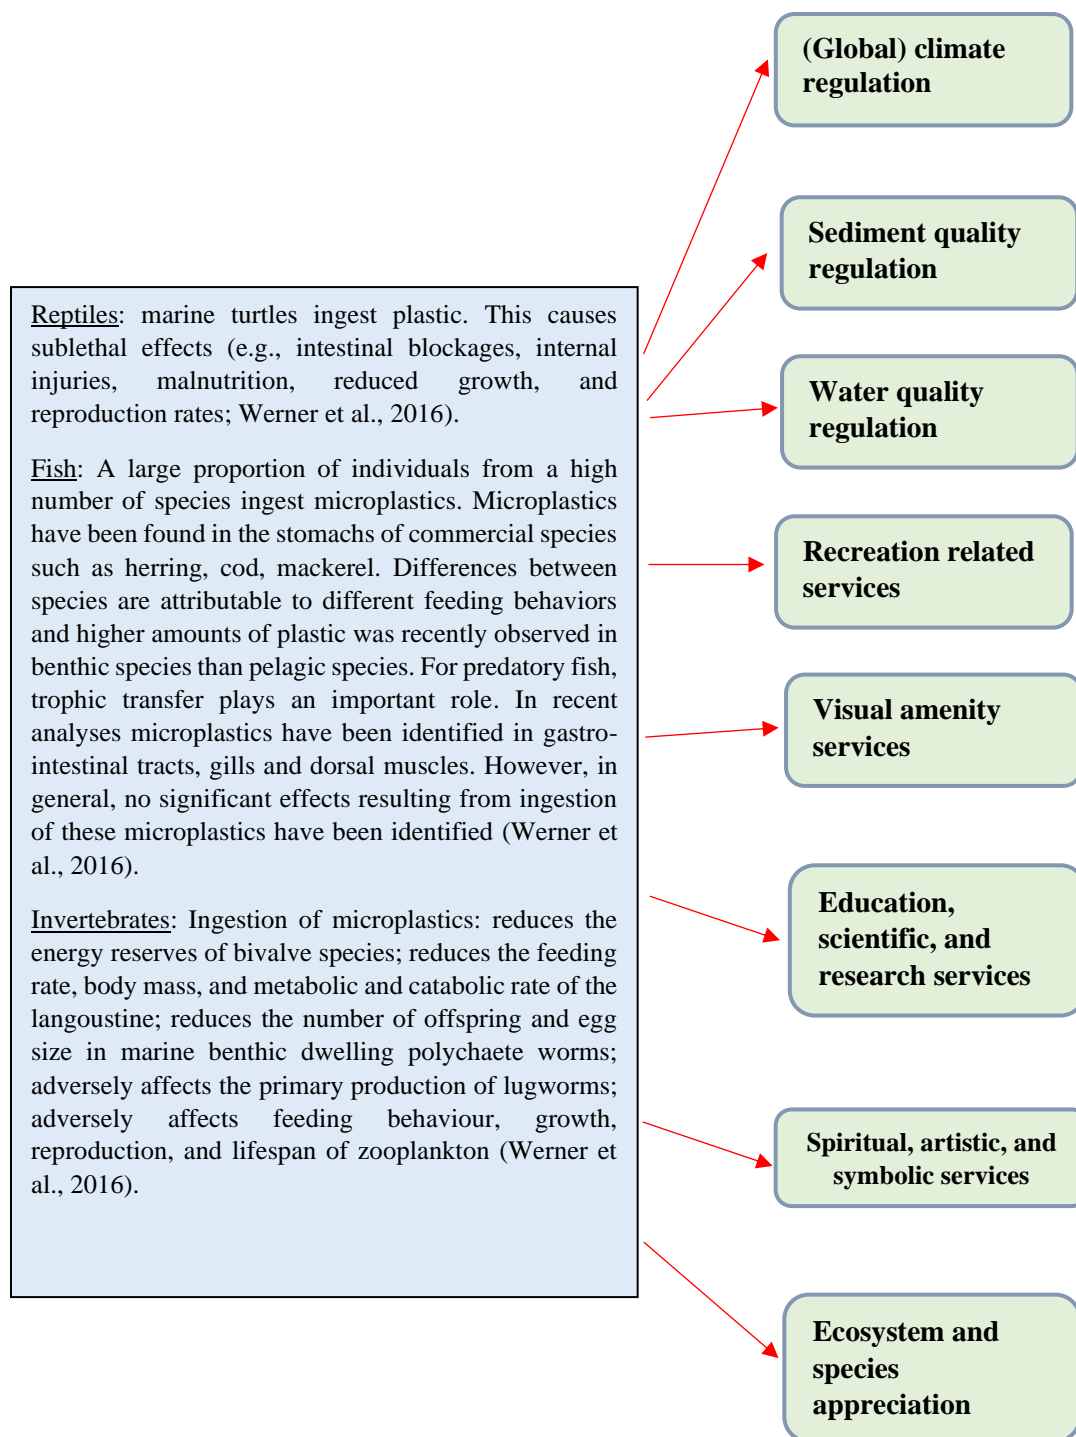 (Global) climate
regulation
Sediment quality
regulation
Reptiles: marine turtles ingest plastic. This causes
sublethal effects (e.g., intestinal blockages, internal
injuries, malnutrition, reduced growth, and
reproduction rates; Werner et al., 2016).
Fish: A large proportion of individuals from a high
number of species ingest microplastics. Microplastics
have been found in the stomachs of commercial species
such as herring, cod, mackerel. Differences between
species are attributable to different feeding behaviors
and higher amounts of plastic was recently observed in
benthic species than pelagic species. For predatory fish,
trophic transfer plays an important role. In recent
analyses microplastics have been identified in gastro-
intestinal tracts, gills and dorsal muscles. However, in
general, no significant effects resulting from ingestion
of these microplastics have been identified (Werner et
al., 2016).
Invertebrates: Ingestion of microplastics: reduces the
energy reserves of bivalve species; reduces the feeding
rate, body mass, and metabolic and catabolic rate of the
langoustine; reduces the number of offspring and egg
size in marine benthic dwelling polychaete worms;
adversely affects the primary production of lugworms;
adversely affects feeding behaviour, growth,
reproduction, and lifespan of zooplankton (Werner et
al., 2016).
Water quality
regulation
Recreation related
services
Visual amenity
services
Education,
scientific, and
research services
Spiritual, artistic, and
symbolic services
Ecosystem and
species
appreciation